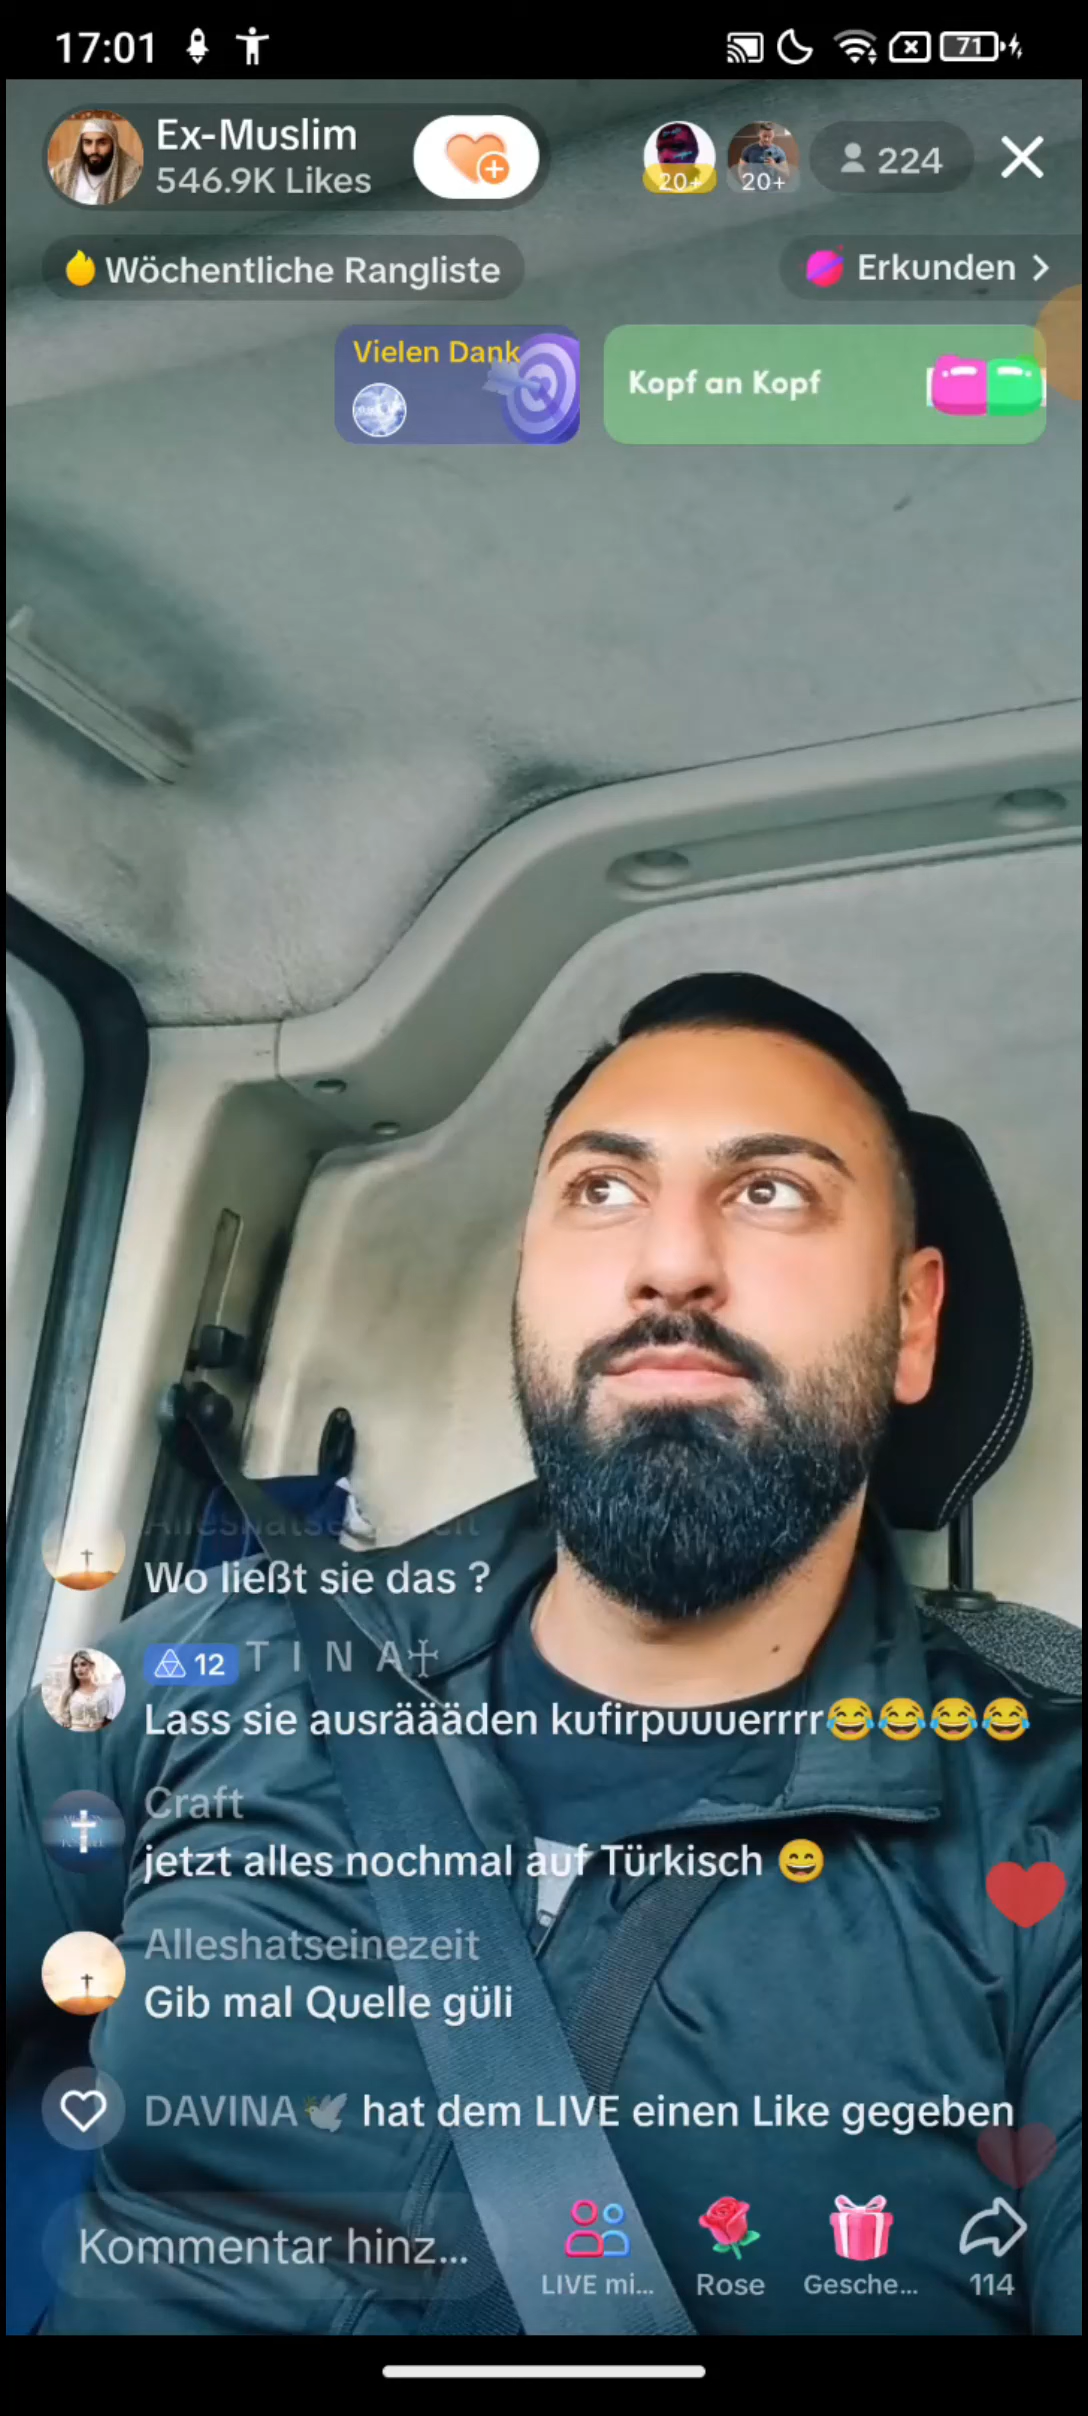 17:01
71
Ex-Muslim
546.9K Likes
20+
20+
224
Wöchentliche Rangliste
Erkunden
Vielen Dank
Kopf an Kopf
Alleshatseinezeit
Wo ließt sie das ?
12 T I N A
Lass sie ausräääden kufirpuuuerrrr😂😂😂😂
Craft
jetzt alles nochmal auf Türkisch 😄
Alleshatseinezeit
Gib mal Quelle güli
DAVINA🕊️ hat dem LIVE einen Like gegeben
Kommentar hinz...
LIVE mi...
Rose
Gesche...
114